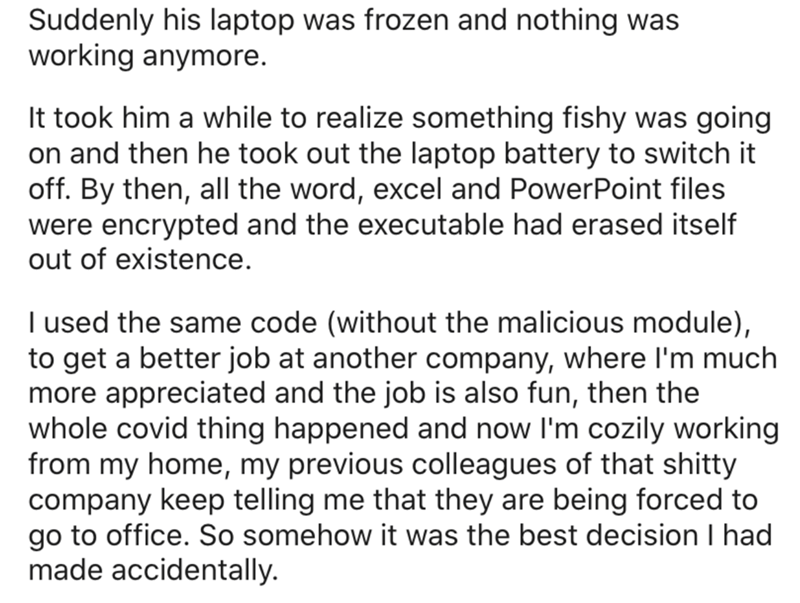 Suddenly his laptop was frozen and nothing was
working anymore.
It took him a while to realize something fishy was going
on and then he took out the laptop battery to switch it
off. By then, all the word, excel and PowerPoint files
were encrypted and the executable had erased itself
out of existence.
I used the same code (without the malicious module),
to get a better job at another company, where I'm much
more appreciated and the job is also fun, then the
whole covid thing happened and now I'm cozily working
from my home, my previous colleagues of that shitty
company keep telling me that they are being forced to
go to office. So somehow it was the best decision I had
made accidentally.